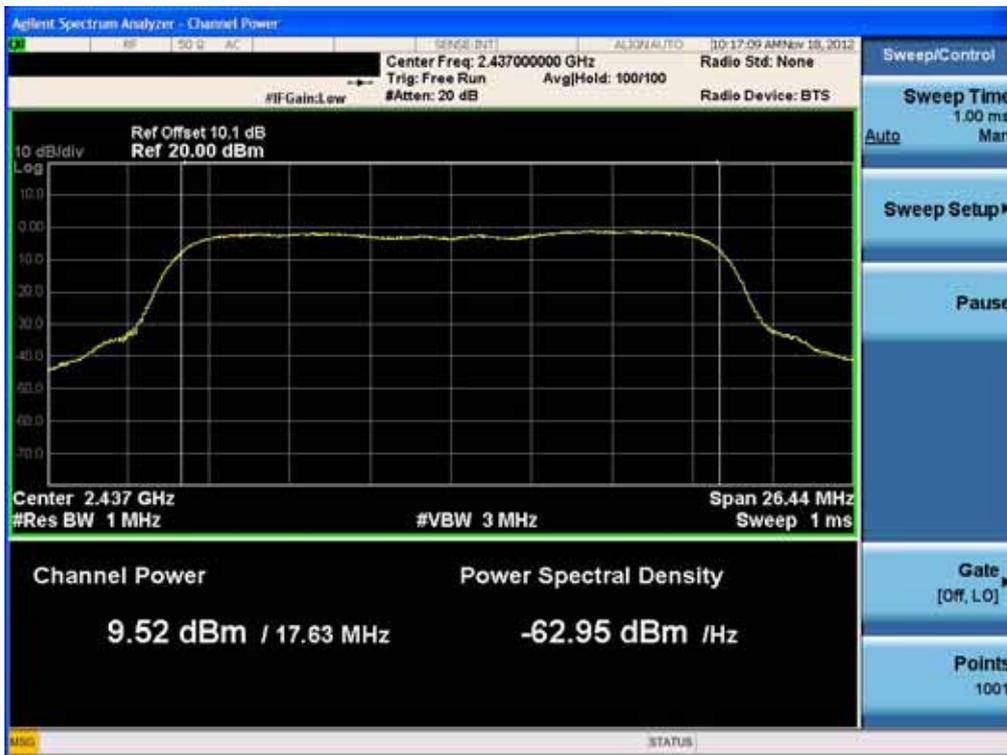 Agilent Spectrum Analyzer - Channel Power
RF 50 Ω AC SENSE:INT ALIGN AUTO 10:17:09 AM Nov 18, 2012
Center Freq: 2.437000000 GHz Radio Std: None
Trig: Free Run Avg|Hold: 100/100
#IFGain:Low #Atten: 20 dB Radio Device: BTS
Ref Offset 10.1 dB
10 dB/div Ref 20.00 dBm
Log
10.0
0.00
-10.0
-20.0
-30.0
-40.0
-50.0
-60.0
-70.0
Center 2.437 GHz Span 26.44 MHz
#Res BW 1 MHz #VBW 3 MHz Sweep 1 ms
Channel Power Power Spectral Density
9.52 dBm / 17.63 MHz -62.95 dBm /Hz
MSG STATUS
Sweep/Control
Sweep Time
1.00 ms
Auto Man
Sweep Setup
Pause
Gate
[Off, LO]
Points
1001